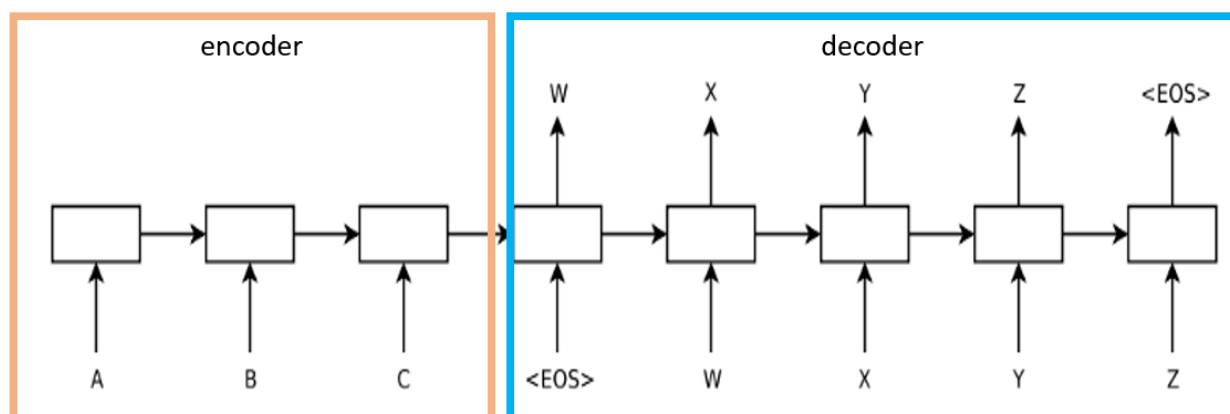 encoder decoder
W X Y Z <EOS>
A B C <EOS> W X Y Z